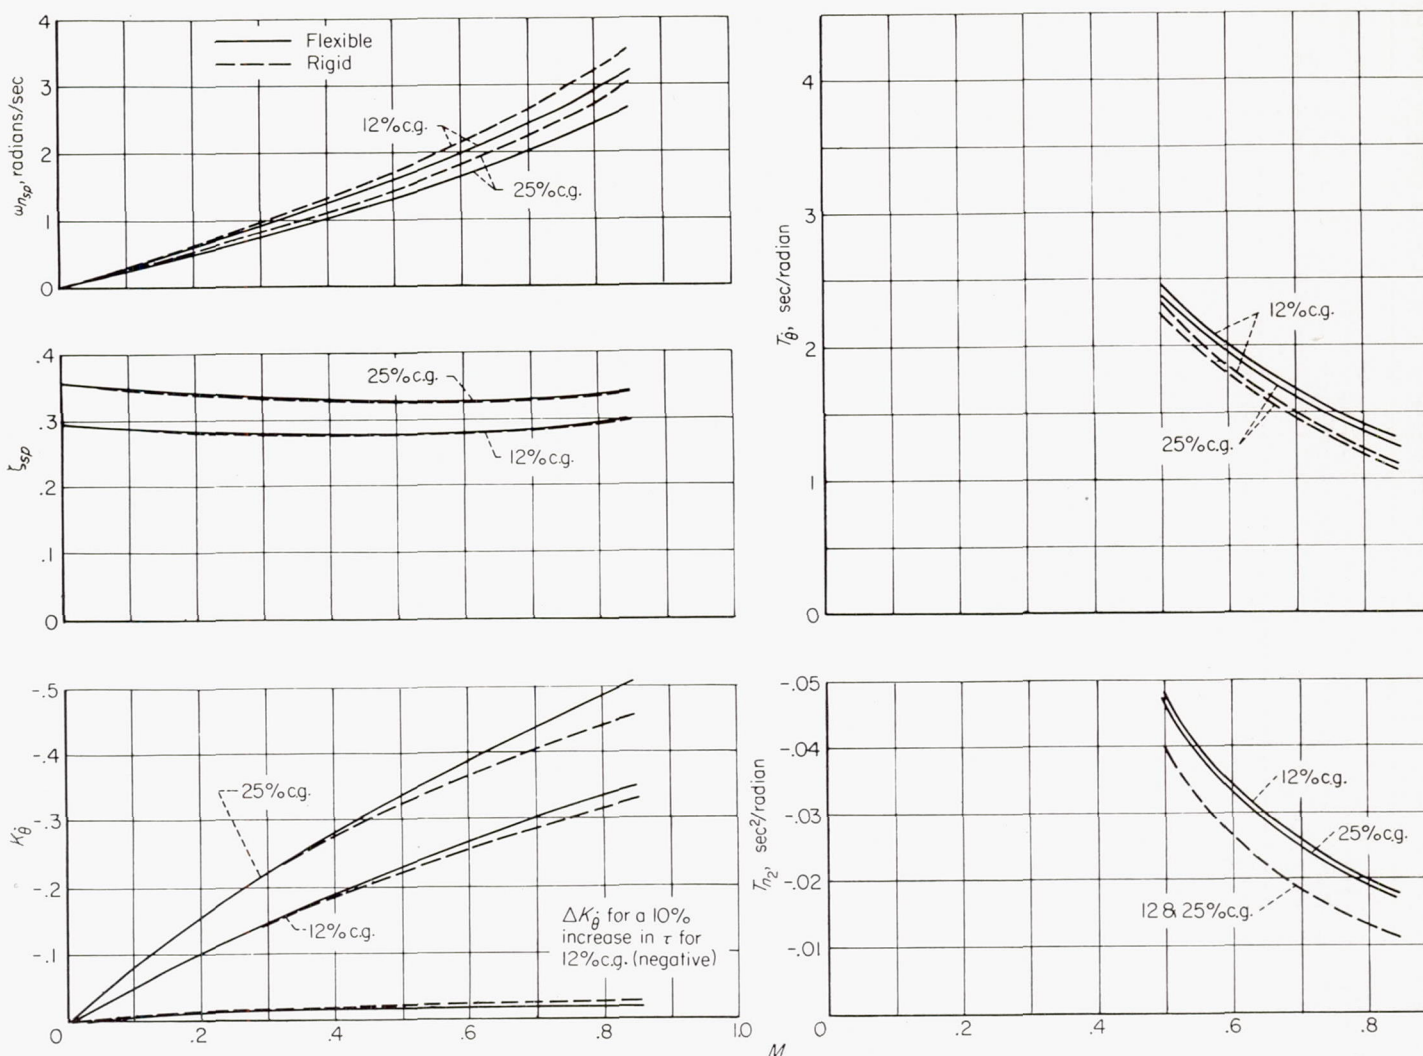 4
3
2
1
0
ω_{n_{sp}}, radians/sec
Flexible
Rigid
12% c.g.
25% c.g.
.4
.3
.2
.1
0
ζ_{sp}
25% c.g.
12% c.g.
-.5
-.4
-.3
-.2
-.1
K_{θ̇}
25% c.g.
12% c.g.
ΔK_{θ̇} for a 10%
increase in τ for
12% c.g. (negative)
0 .2 .4 .6 .8 1.0
4
3
2
1
0
T_{θ̇}, sec/radian
12% c.g.
25% c.g.
-.05
-.04
-.03
-.02
-.01
T_{n_2}, sec²/radian
12% c.g.
25% c.g.
12 & 25% c.g.
0 .2 .4 .6 .8
M